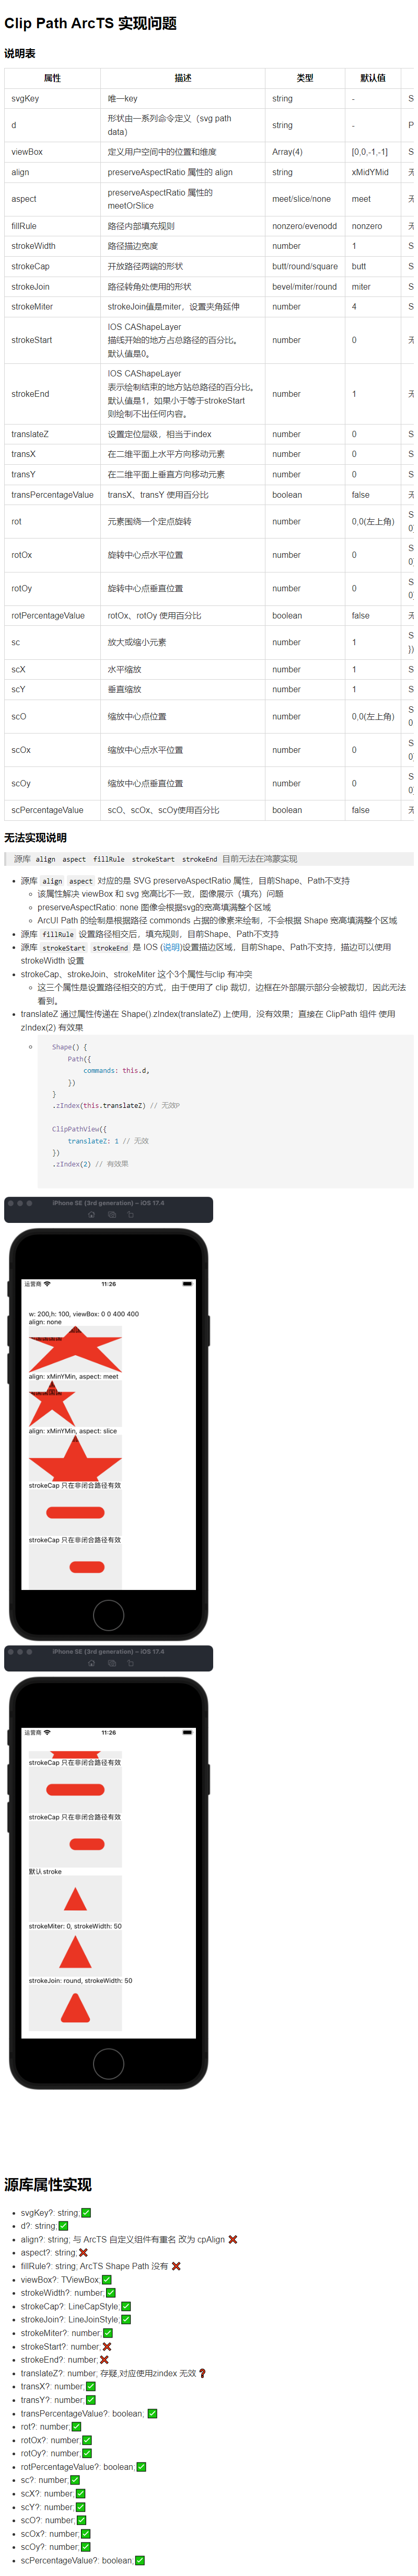 Clip Path ArcTS 实现问题
说明表
属性 描述 类型 默认值
svgKey 唯一key string - S
d 形状由一系列命令定义（svg path data） string - P
viewBox 定义用户空间中的位置和维度 Array(4) [0,0,-1,-1] S
align preserveAspectRatio 属性的 align string xMidYMid 无
aspect preserveAspectRatio 属性的 meetOrSlice meet/slice/none meet 无
fillRule 路径内部填充规则 nonzero/evenodd nonzero 无
strokeWidth 路径描边宽度 number 1 S
strokeCap 开放路径两端的形状 butt/round/square butt S
strokeJoin 路径转角处使用的形状 bevel/miter/round miter S
strokeMiter strokeJoin值是miter，设置夹角延伸 number 4 S
strokeStart IOS CAShapeLayer 描线开始的地方占总路径的百分比。 默认值是0。 number 0 无
strokeEnd IOS CAShapeLayer 表示绘制结束的地方站总路径的百分比。 默认值是1，如果小于等于strokeStart 则绘制不出任何内容。 number 1 无
translateZ 设置定位层级，相当于index number 0 S
transX 在二维平面上水平方向移动元素 number 0 S
transY 在二维平面上垂直方向移动元素 number 0 S
transPercentageValue transX、transY 使用百分比 boolean false 无
rot 元素围绕一个定点旋转 number 0,0(左上角) S 0)
rotOx 旋转中心点水平位置 number 0 S 0)
rotOy 旋转中心点垂直位置 number 0 S 0)
rotPercentageValue rotOx、rotOy 使用百分比 boolean false 无
sc 放大或缩小元素 number 1 S })
scX 水平缩放 number 1 S
scY 垂直缩放 number 1 S
scO 缩放中心点位置 number 0,0(左上角) S 0
scOx 缩放中心点水平位置 number 0 S 0)
scOy 缩放中心点垂直位置 number 0 S 0)
scPercentageValue scO、scOx、scOy使用百分比 boolean false 无
无法实现说明
源库 align aspect fillRule strokeStart strokeEnd 目前无法在鸿蒙实现
源库 align aspect 对应的是 SVG preserveAspectRatio 属性，目前Shape、Path不支持
该属性解决 viewBox 和 svg 宽高比不一致，图像展示（填充）问题
preserveAspectRatio: none 图像会根据svg的宽高填满整个区域
ArcUI Path 的绘制是根据路径 commonds 占据的像素来绘制，不会根据 Shape 宽高填满整个区域
源库 fillRule 设置路径相交后，填充规则，目前Shape、Path不支持
源库 strokeStart strokeEnd 是 IOS (说明)设置描边区域，目前Shape、Path不支持，描边可以使用
strokeWidth 设置
strokeCap、strokeJoin、strokeMiter 这个3个属性与clip 有冲突
这三个属性是设置路径相交的方式，由于使用了 clip 裁切，边框在外部展示部分会被裁切，因此无法
看到。
translateZ 通过属性传递在 Shape().zIndex(translateZ) 上使用，没有效果；直接在 ClipPath 组件 使用
zIndex(2) 有效果
Shape() {
Path({
commands: this.d,
})
}
.zIndex(this.translateZ) // 无效P
ClipPathView({
translateZ: 1 // 无效
})
.zIndex(2) // 有效果
iPhone SE (3rd generation) – iOS 17.4
运营商 11:26
w: 200,h: 100, viewBox: 0 0 400 400
align: none
align: xMinYMin, aspect: meet
align: xMinYMin, aspect: slice
strokeCap 只在非闭合路径有效
strokeCap 只在非闭合路径有效
iPhone SE (3rd generation) – iOS 17.4
运营商 11:26
strokeCap 只在非闭合路径有效
strokeCap 只在非闭合路径有效
默认 stroke
strokeMiter: 0, strokeWidth: 50
strokeJoin: round, strokeWidth: 50
源库属性实现
svgKey?: string;✅
d?: string;✅
align?: string; 与 ArcTS 自定义组件有重名 改为 cpAlign ❌
aspect?: string;❌
fillRule?: string; ArcTS Shape Path 没有 ❌
viewBox?: TViewBox;✅
strokeWidth?: number;✅
strokeCap?: LineCapStyle;✅
strokeJoin?: LineJoinStyle;✅
strokeMiter?: number;✅
strokeStart?: number;❌
strokeEnd?: number;❌
translateZ?: number; 存疑,对应使用zindex 无效❓
transX?: number;✅
transY?: number;✅
transPercentageValue?: boolean; ✅
rot?: number;✅
rotOx?: number;✅
rotOy?: number;✅
rotPercentageValue?: boolean;✅
sc?: number;✅
scX?: number;✅
scY?: number;✅
scO?: number;✅
scOx?: number;✅
scOy?: number;✅
scPercentageValue?: boolean;✅